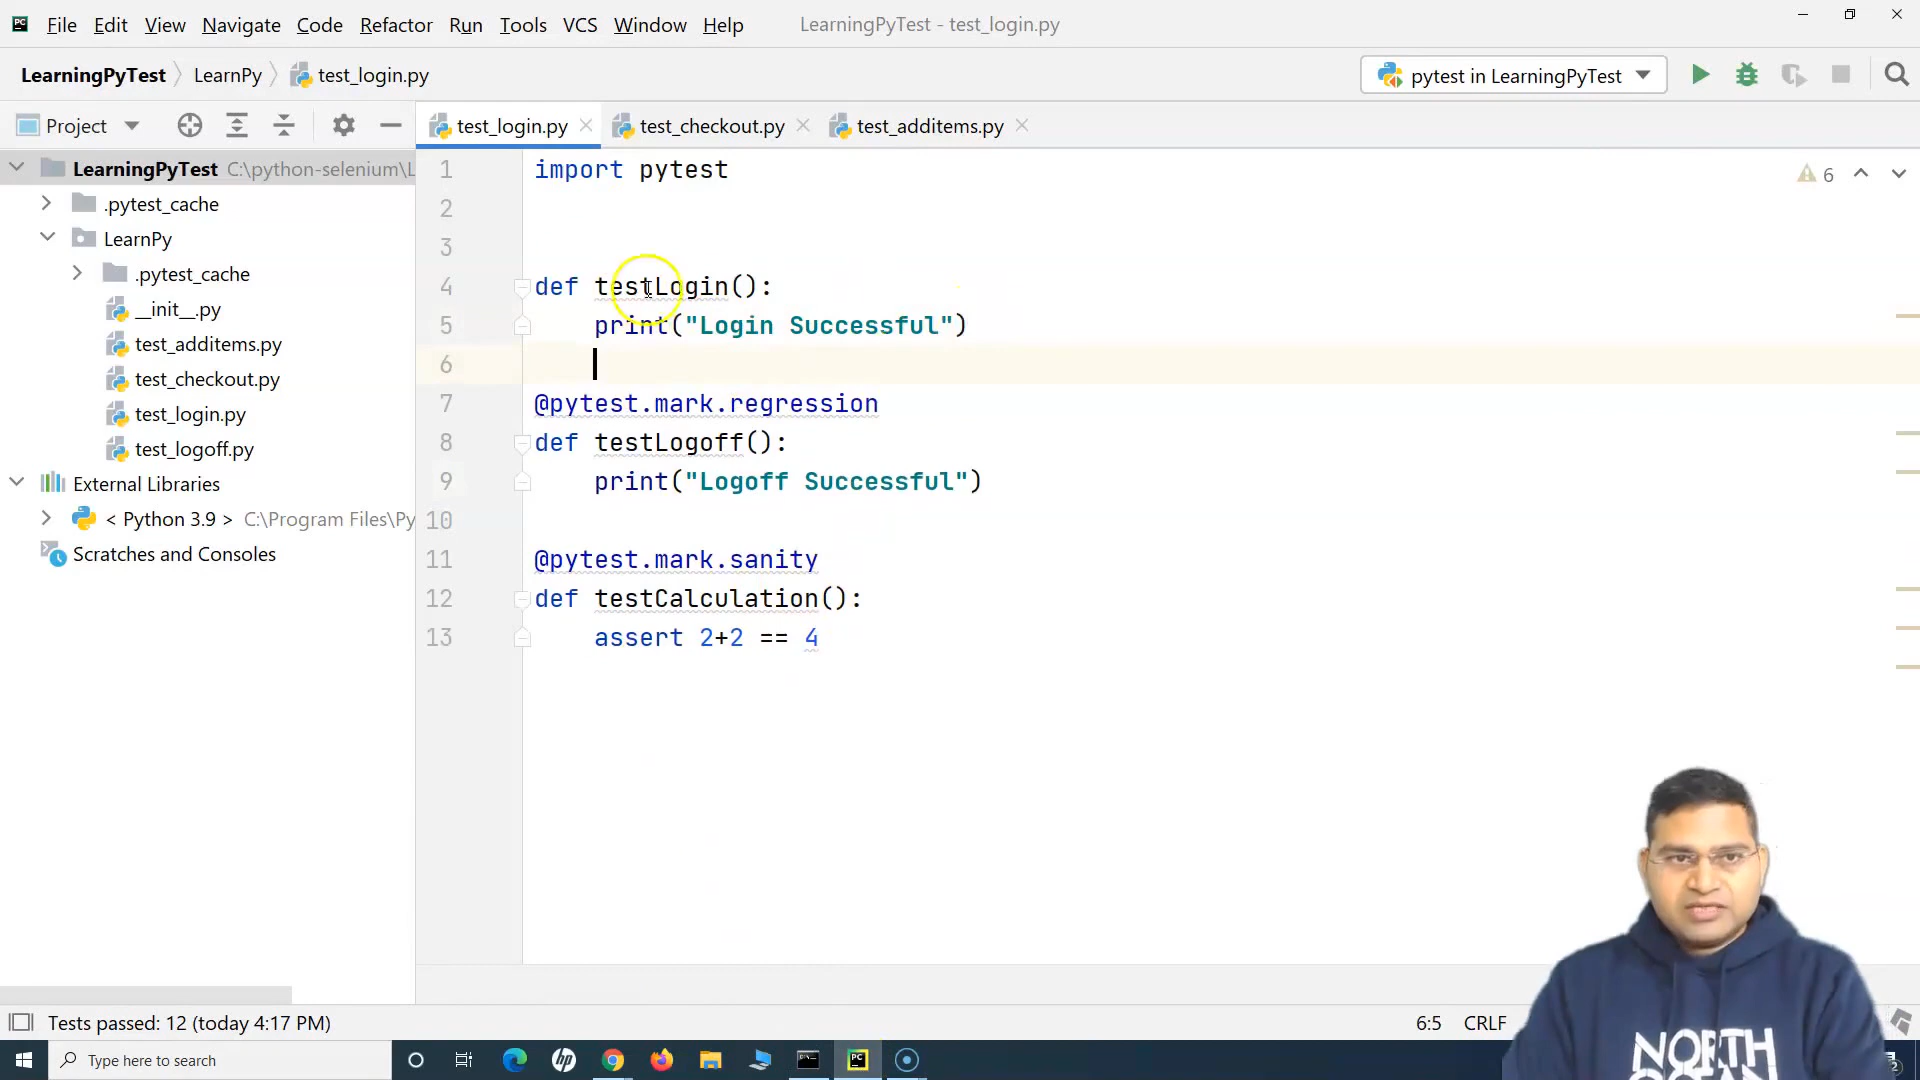 File Edit View Navigate Code Refactor Run Tools VCS Window Help LearningPyTest - test_login.py
LearningPyTest LearnPy test_login.py pytest in LearningPyTest
Project test_login.py test_checkout.py test_additems.py
LearningPyTest C:\python-selenium\L
.pytest_cache
LearnPy
.pytest_cache
__init__.py
test_additems.py
test_checkout.py
test_login.py
test_logoff.py
External Libraries
< Python 3.9 > C:\Program Files\Py
Scratches and Consoles
6
1 import pytest
2
3
4 def testLogin():
5 print("Login Successful")
6
7 @pytest.mark.regression
8 def testLogoff():
9 print("Logoff Successful")
10
11 @pytest.mark.sanity
12 def testCalculation():
13 assert 2+2 == 4
Tests passed: 12 (today 4:17 PM) 6:5 CRLF
Type here to search
NORTH